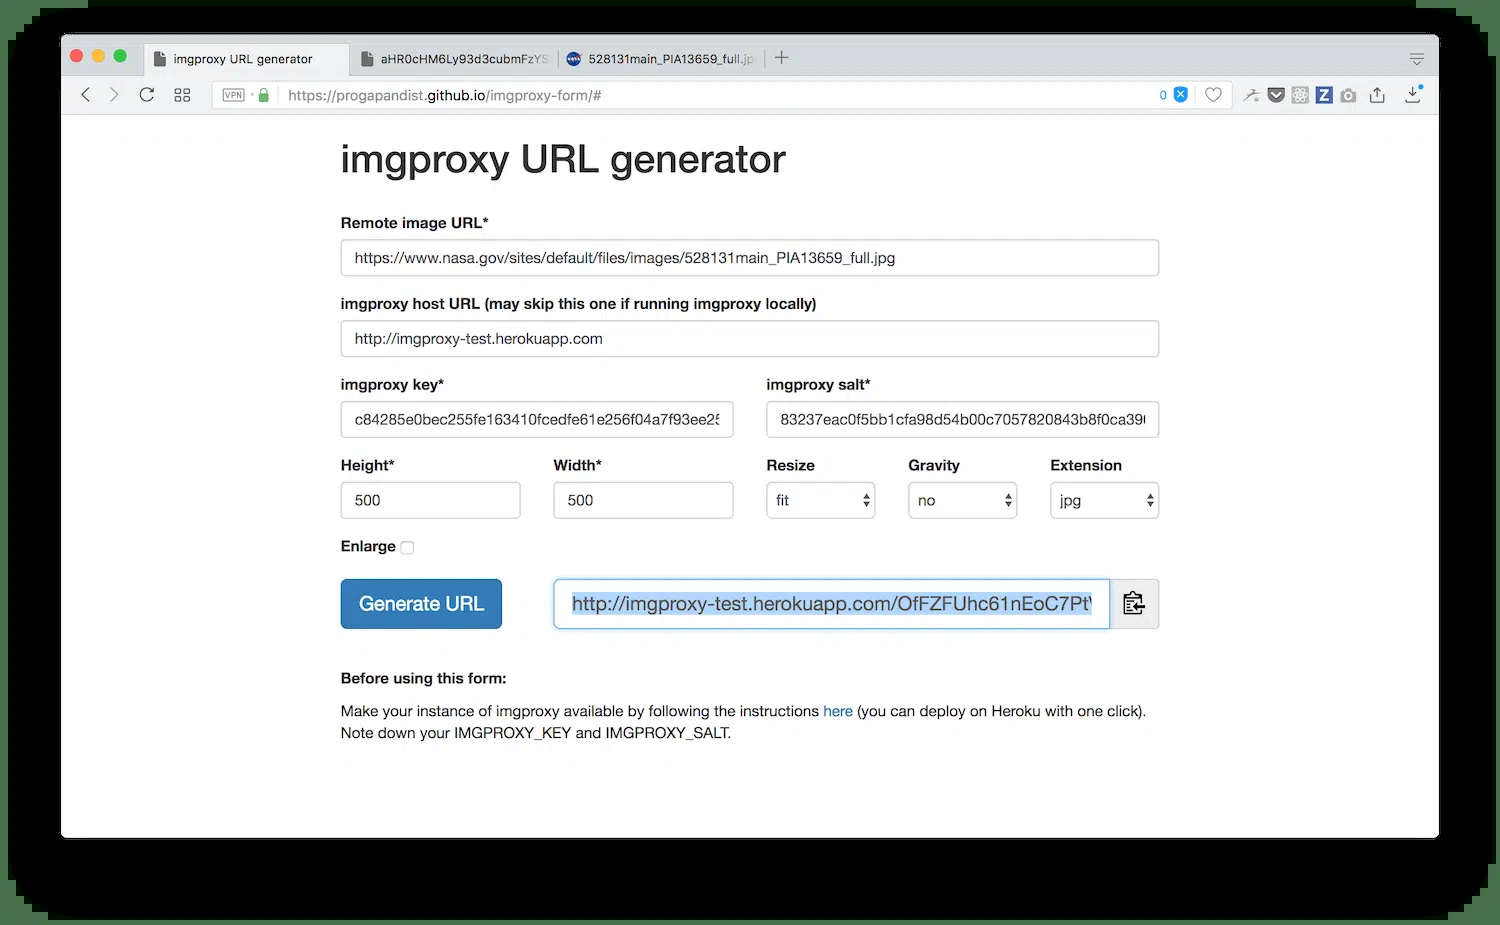 imgproxy URL generator
aHR0cHM6Ly93d3cubmFzYS
528131main_PIA13659_full.jp
VPN
https://progapandist.github.io/imgproxy-form/#
0
Z
imgproxy URL generator
Remote image URL*
https://www.nasa.gov/sites/default/files/images/528131main_PIA13659_full.jpg
imgproxy host URL (may skip this one if running imgproxy locally)
http://imgproxy-test.herokuapp.com
imgproxy key* imgproxy salt*
c84285e0bec255fe163410fcedfe61e256f04a7f93ee25 83237eac0f5bb1cfa98d54b00c7057820843b8f0ca39
Height* Width* Resize Gravity Extension
500 500 fit no jpg
Enlarge
Generate URL http://imgproxy-test.herokuapp.com/OfFZFUhc61nEoC7Pt
Before using this form:
Make your instance of imgproxy available by following the instructions here (you can deploy on Heroku with one click).
Note down your IMGPROXY_KEY and IMGPROXY_SALT.